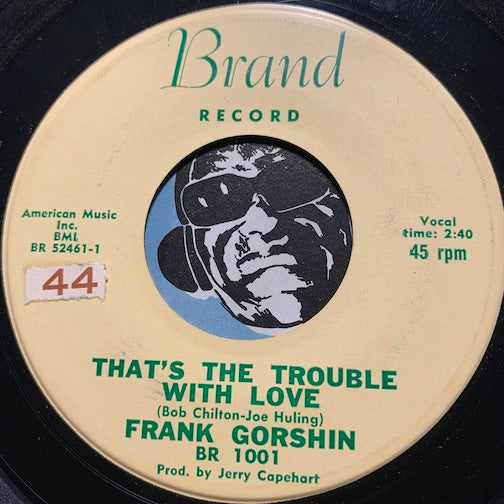 Brand
RECORD
American Music
Inc.
BMI.
BR 52461-1
44
Vocal
time: 2:40
45 rpm
THAT'S THE TROUBLE
WITH LOVE
(Bob Chilton-Joe Huling)
FRANK GORSHIN
BR 1001
Prod. by Jerry Capehart